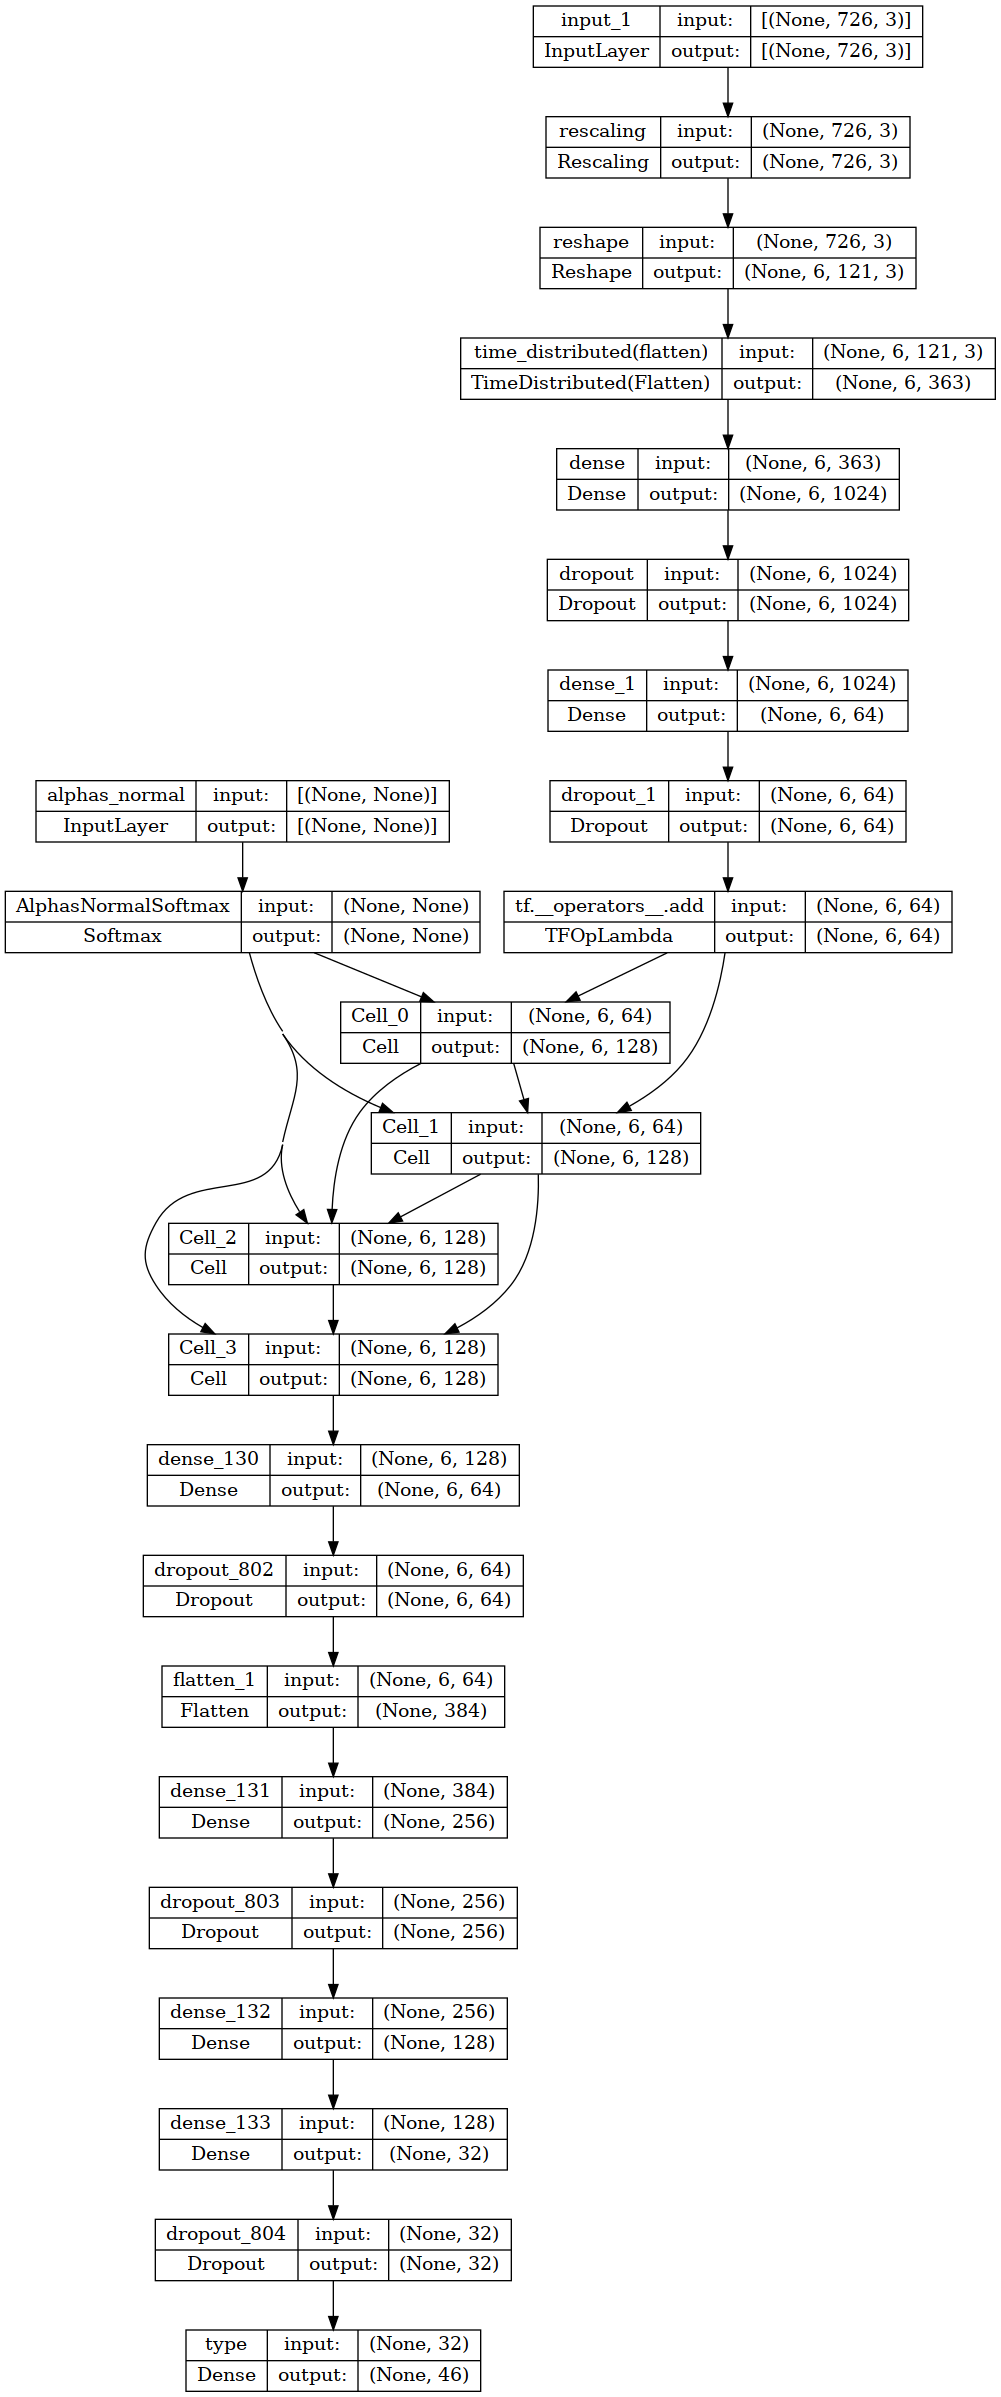 input_1 input: [(None, 726, 3)]
InputLayer output: [(None, 726, 3)]
rescaling input: (None, 726, 3)
Rescaling output: (None, 726, 3)
reshape input: (None, 726, 3)
Reshape output: (None, 6, 121, 3)
time_distributed(flatten) input: (None, 6, 121, 3)
TimeDistributed(Flatten) output: (None, 6, 363)
dense input: (None, 6, 363)
Dense output: (None, 6, 1024)
dropout input: (None, 6, 1024)
Dropout output: (None, 6, 1024)
dense_1 input: (None, 6, 1024)
Dense output: (None, 6, 64)
alphas_normal input: [(None, None)]
InputLayer output: [(None, None)]
dropout_1 input: (None, 6, 64)
Dropout output: (None, 6, 64)
AlphasNormalSoftmax input: (None, None)
Softmax output: (None, None)
tf.__operators__.add input: (None, 6, 64)
TFOpLambda output: (None, 6, 64)
Cell_0 input: (None, 6, 64)
Cell output: (None, 6, 128)
Cell_1 input: (None, 6, 64)
Cell output: (None, 6, 128)
Cell_2 input: (None, 6, 128)
Cell output: (None, 6, 128)
Cell_3 input: (None, 6, 128)
Cell output: (None, 6, 128)
dense_130 input: (None, 6, 128)
Dense output: (None, 6, 64)
dropout_802 input: (None, 6, 64)
Dropout output: (None, 6, 64)
flatten_1 input: (None, 6, 64)
Flatten output: (None, 384)
dense_131 input: (None, 384)
Dense output: (None, 256)
dropout_803 input: (None, 256)
Dropout output: (None, 256)
dense_132 input: (None, 256)
Dense output: (None, 128)
dense_133 input: (None, 128)
Dense output: (None, 32)
dropout_804 input: (None, 32)
Dropout output: (None, 32)
type input: (None, 32)
Dense output: (None, 46)